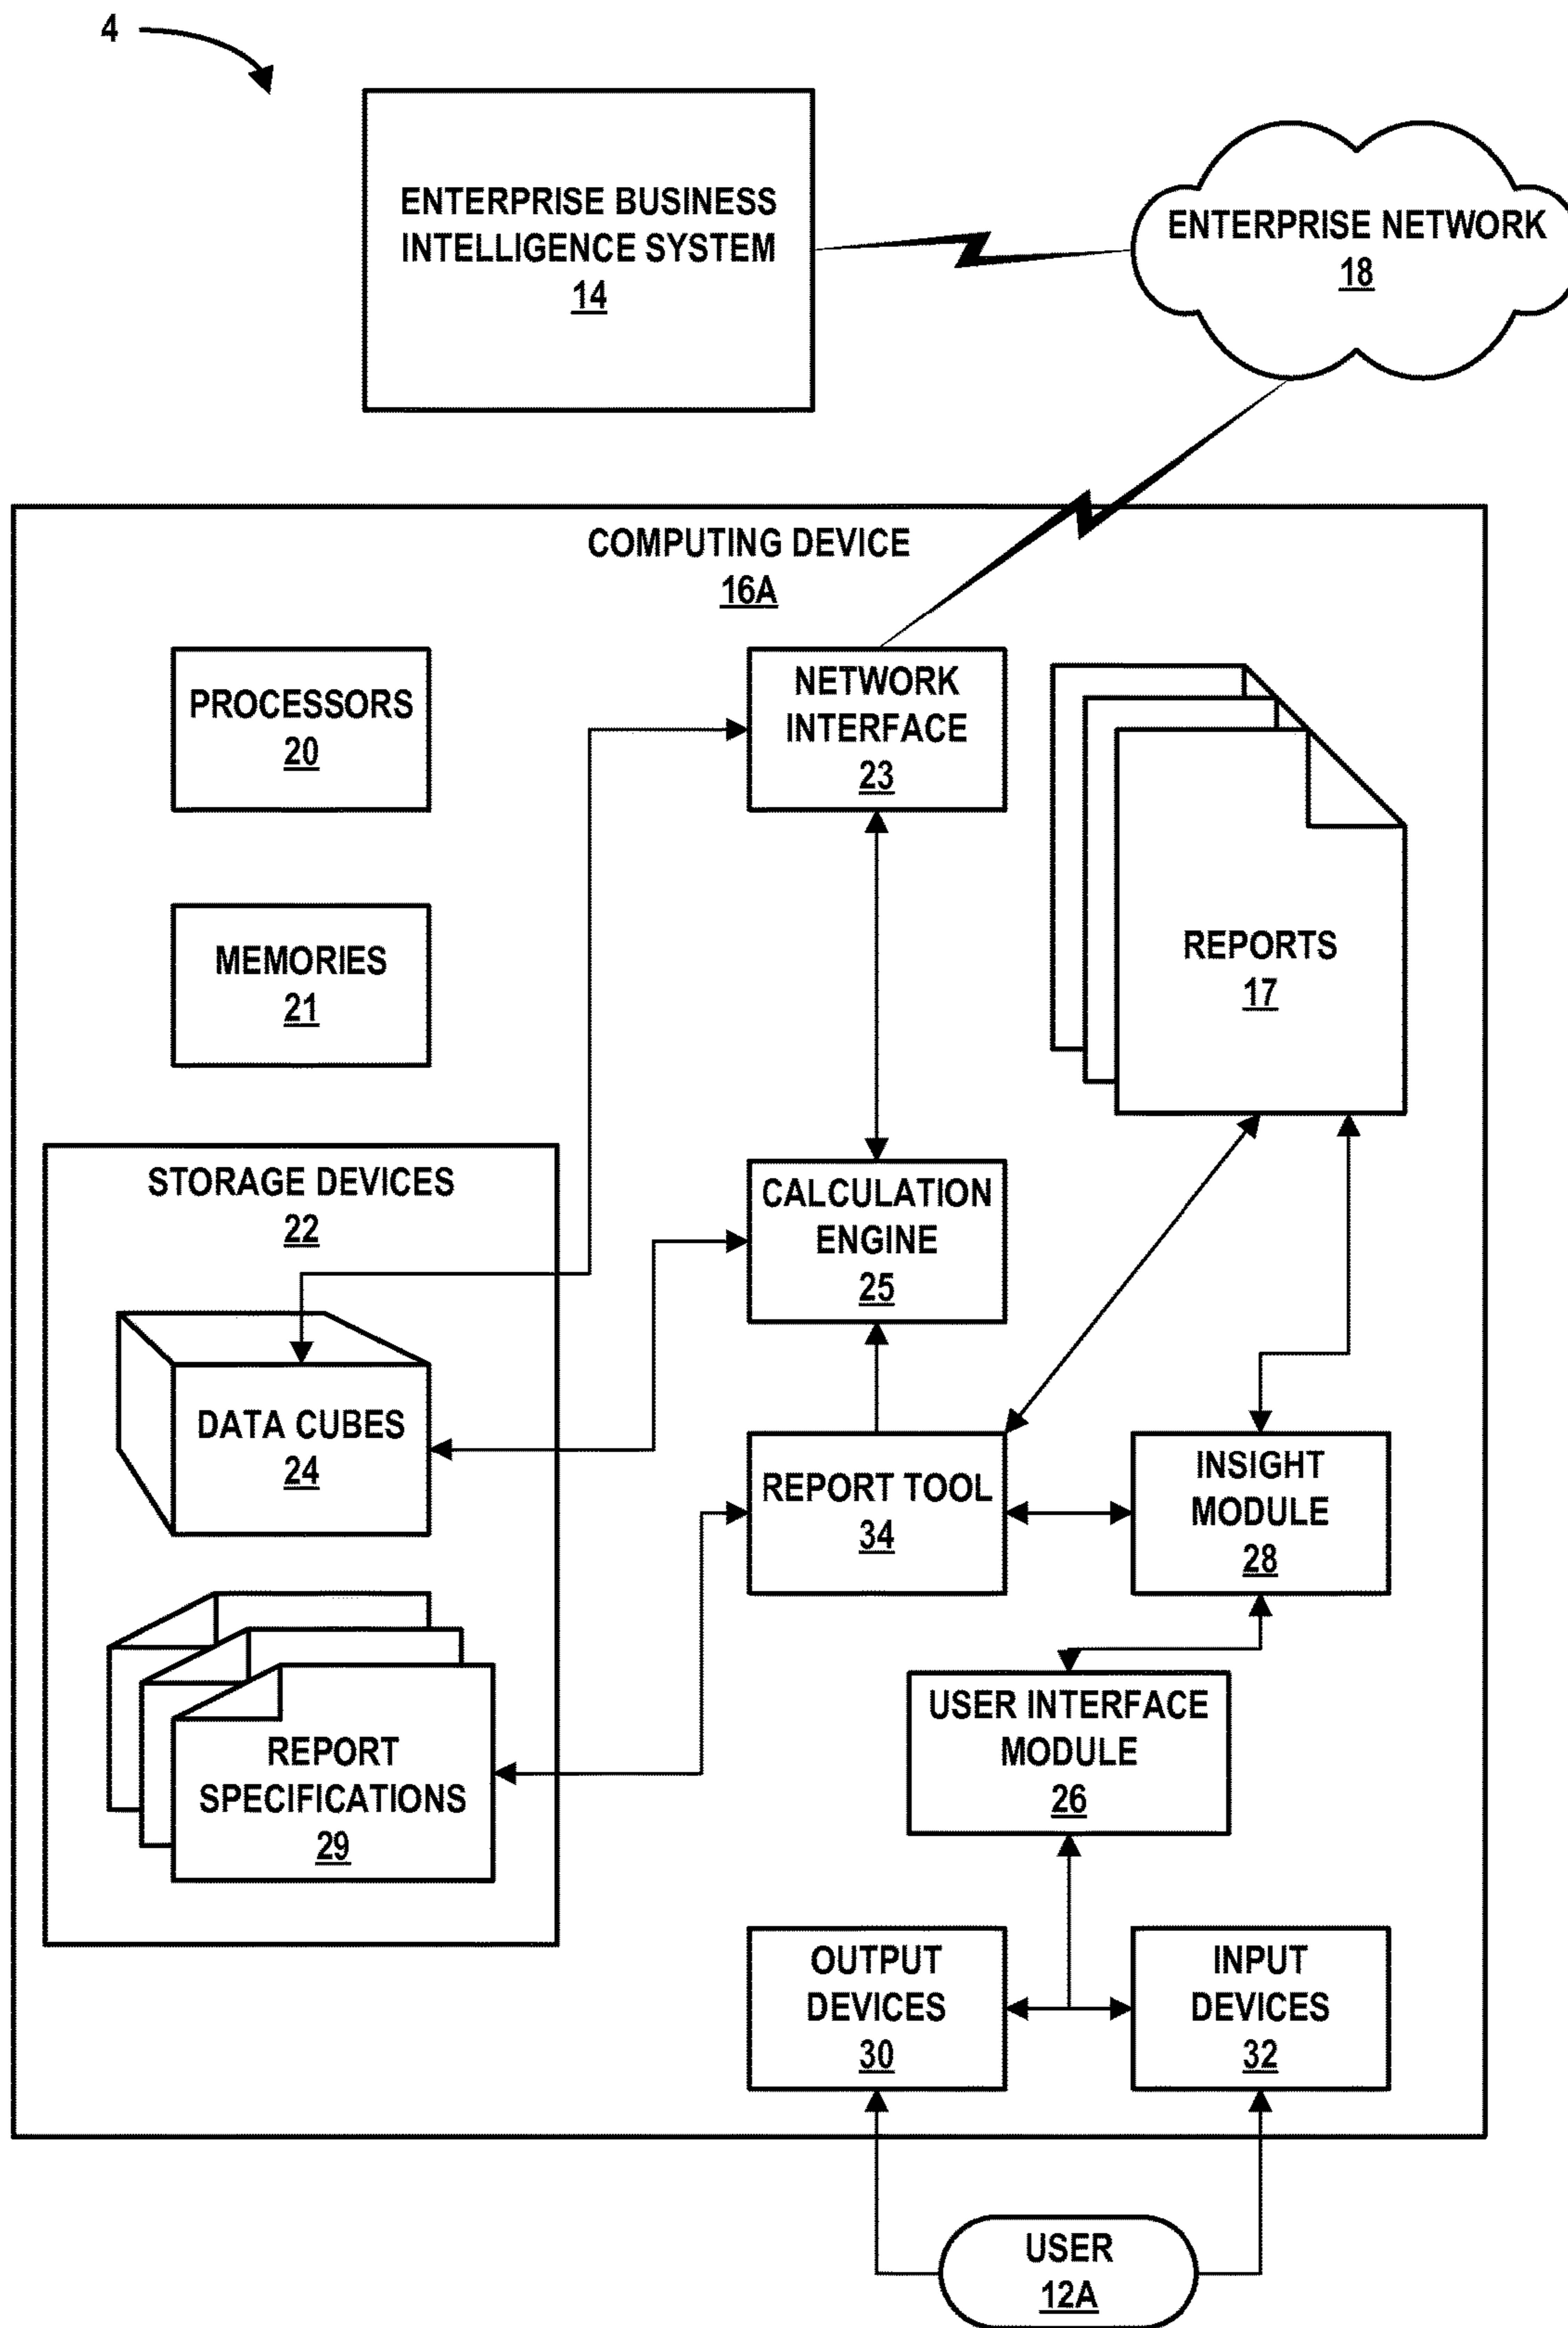 4
ENTERPRISE BUSINESS
INTELLIGENCE SYSTEM
14
ENTERPRISE NETWORK
18
COMPUTING DEVICE
16A
PROCESSORS
20
NETWORK
INTERFACE
23
MEMORIES
21
REPORTS
17
STORAGE DEVICES
22
CALCULATION
ENGINE
25
DATA CUBES
24
REPORT TOOL
34
INSIGHT
MODULE
28
REPORT
SPECIFICATIONS
29
USER INTERFACE
MODULE
26
OUTPUT
DEVICES
30
INPUT
DEVICES
32
USER
12A